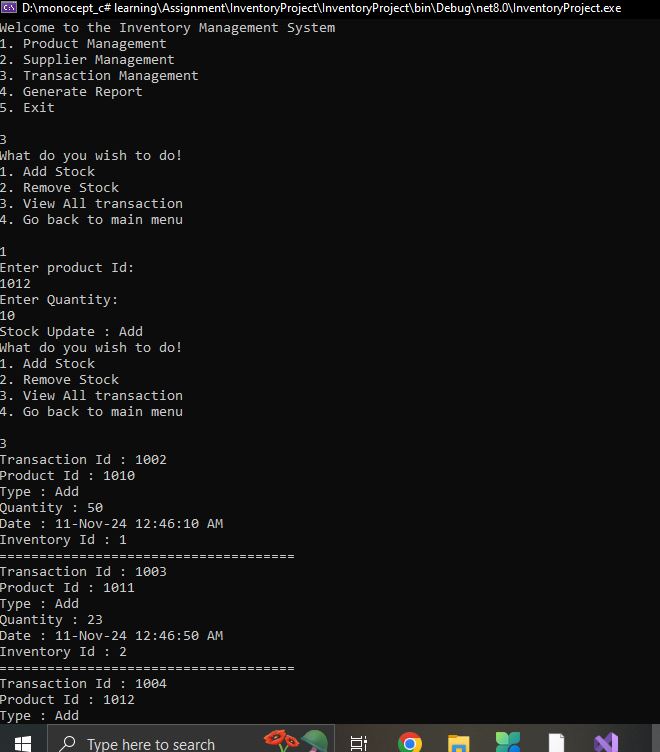 D:\monocept_c# learning\Assignment\InventoryProject\InventoryProject\bin\Debug\net8.0\InventoryProject.exe
Welcome to the Inventory Management System
1. Product Management
2. Supplier Management
3. Transaction Management
4. Generate Report
5. Exit
3
What do you wish to do!
1. Add Stock
2. Remove Stock
3. View All transaction
4. Go back to main menu
1
Enter product Id:
1012
Enter Quantity:
10
Stock Update : Add
What do you wish to do!
1. Add Stock
2. Remove Stock
3. View All transaction
4. Go back to main menu
3
Transaction Id : 1002
Product Id : 1010
Type : Add
Quantity : 50
Date : 11-Nov-24 12:46:10 AM
Inventory Id : 1
=====================================
Transaction Id : 1003
Product Id : 1011
Type : Add
Quantity : 23
Date : 11-Nov-24 12:46:50 AM
Inventory Id : 2
=====================================
Transaction Id : 1004
Product Id : 1012
Type : Add
Type here to search